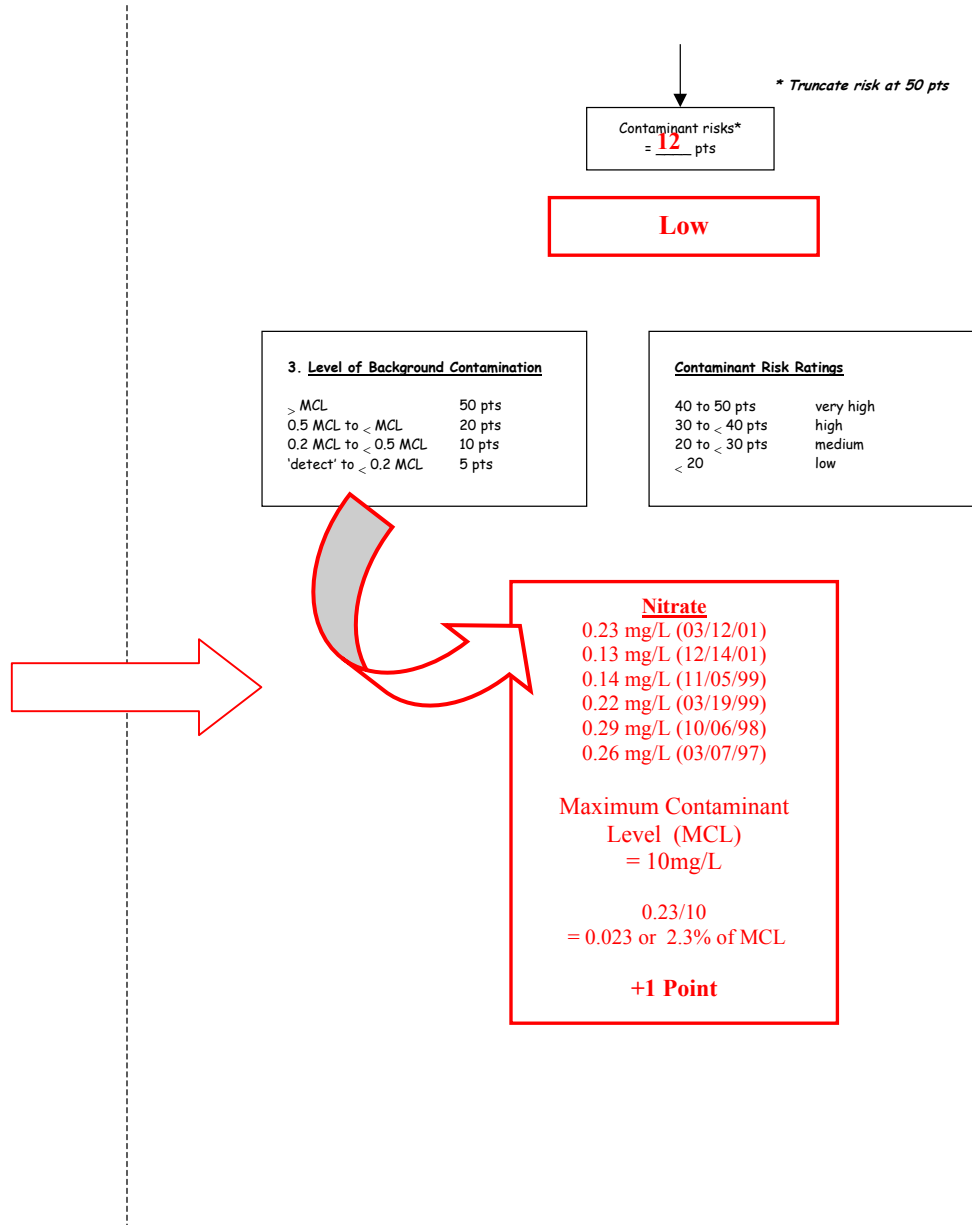 * Truncate risk at 50 pts
Contaminant risks*
= 12 pts
Low
3. Level of Background Contamination
> MCL 50 pts
0.5 MCL to < MCL 20 pts
0.2 MCL to < 0.5 MCL 10 pts
‘detect’ to < 0.2 MCL 5 pts
Contaminant Risk Ratings
40 to 50 pts very high
30 to < 40 pts high
20 to < 30 pts medium
< 20 low
Nitrate
0.23 mg/L (03/12/01)
0.13 mg/L (12/14/01)
0.14 mg/L (11/05/99)
0.22 mg/L (03/19/99)
0.29 mg/L (10/06/98)
0.26 mg/L (03/07/97)
Maximum Contaminant
Level (MCL)
= 10mg/L
0.23/10
= 0.023 or 2.3% of MCL
+1 Point